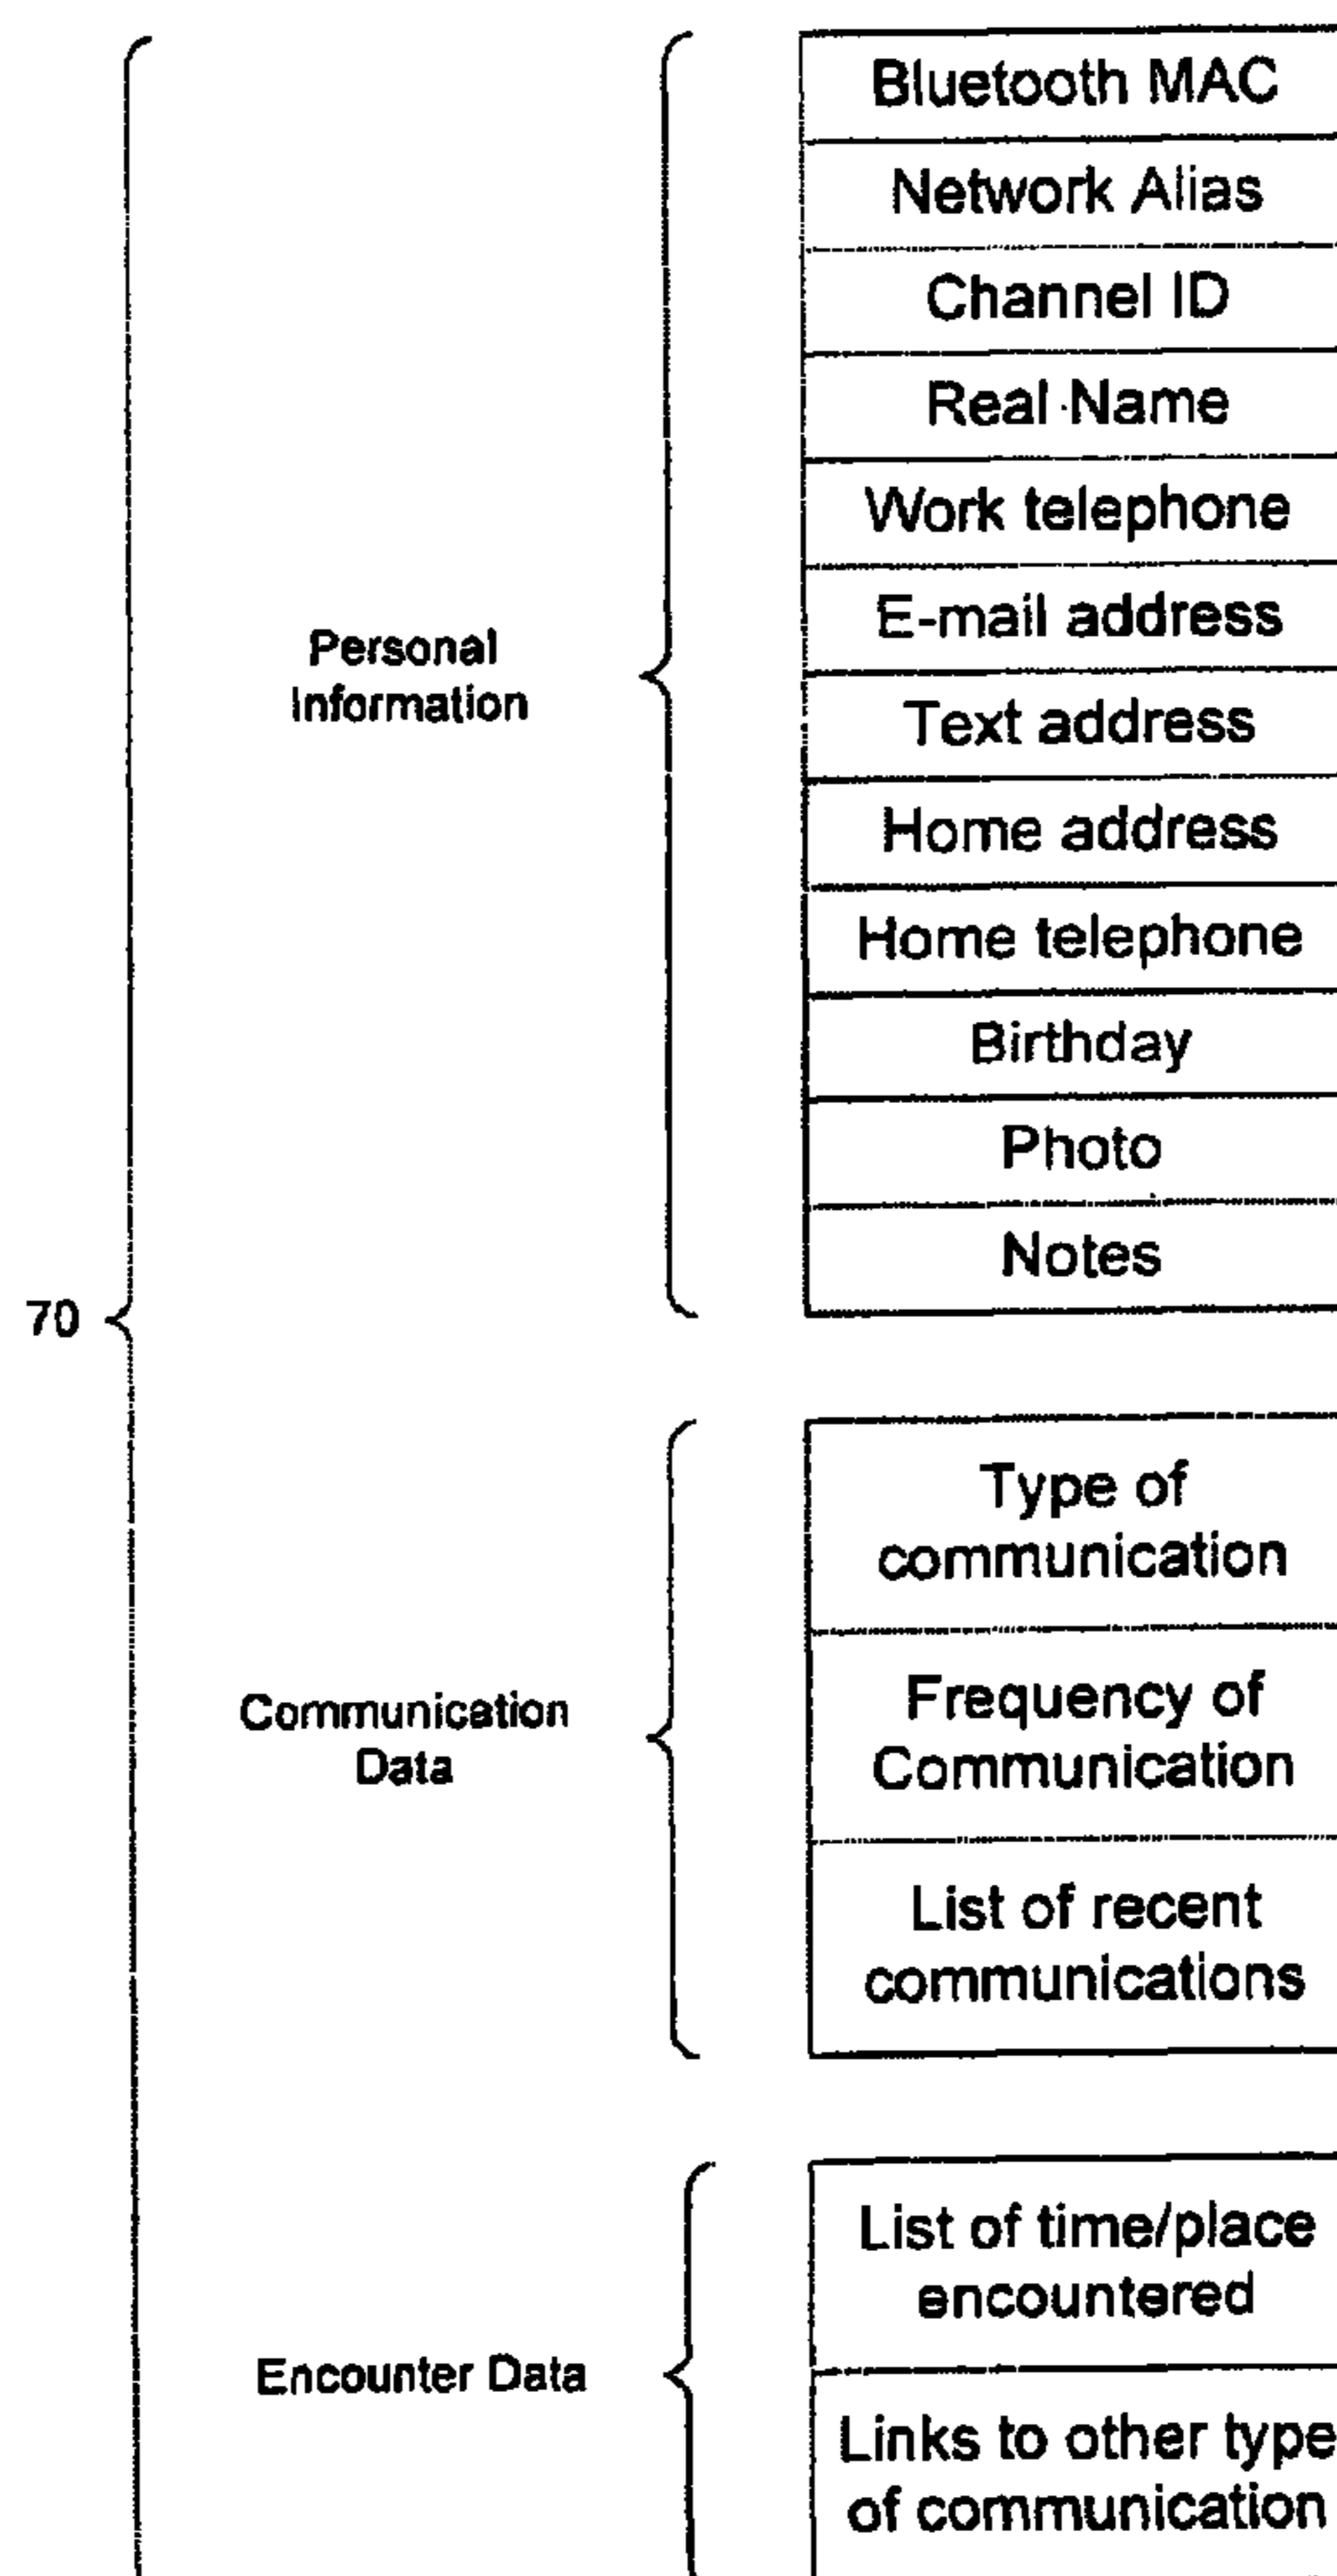 Bluetooth MAC
Network Alias
Channel ID
Real Name
Work telephone
E-mail address
Text address
Home address
Home telephone
Birthday
Photo
Notes
Personal
Information
70
Type of
communication
Frequency of
Communication
List of recent
communications
Communication
Data
List of time/place
encountered
Links to other type
of communication
Encounter Data